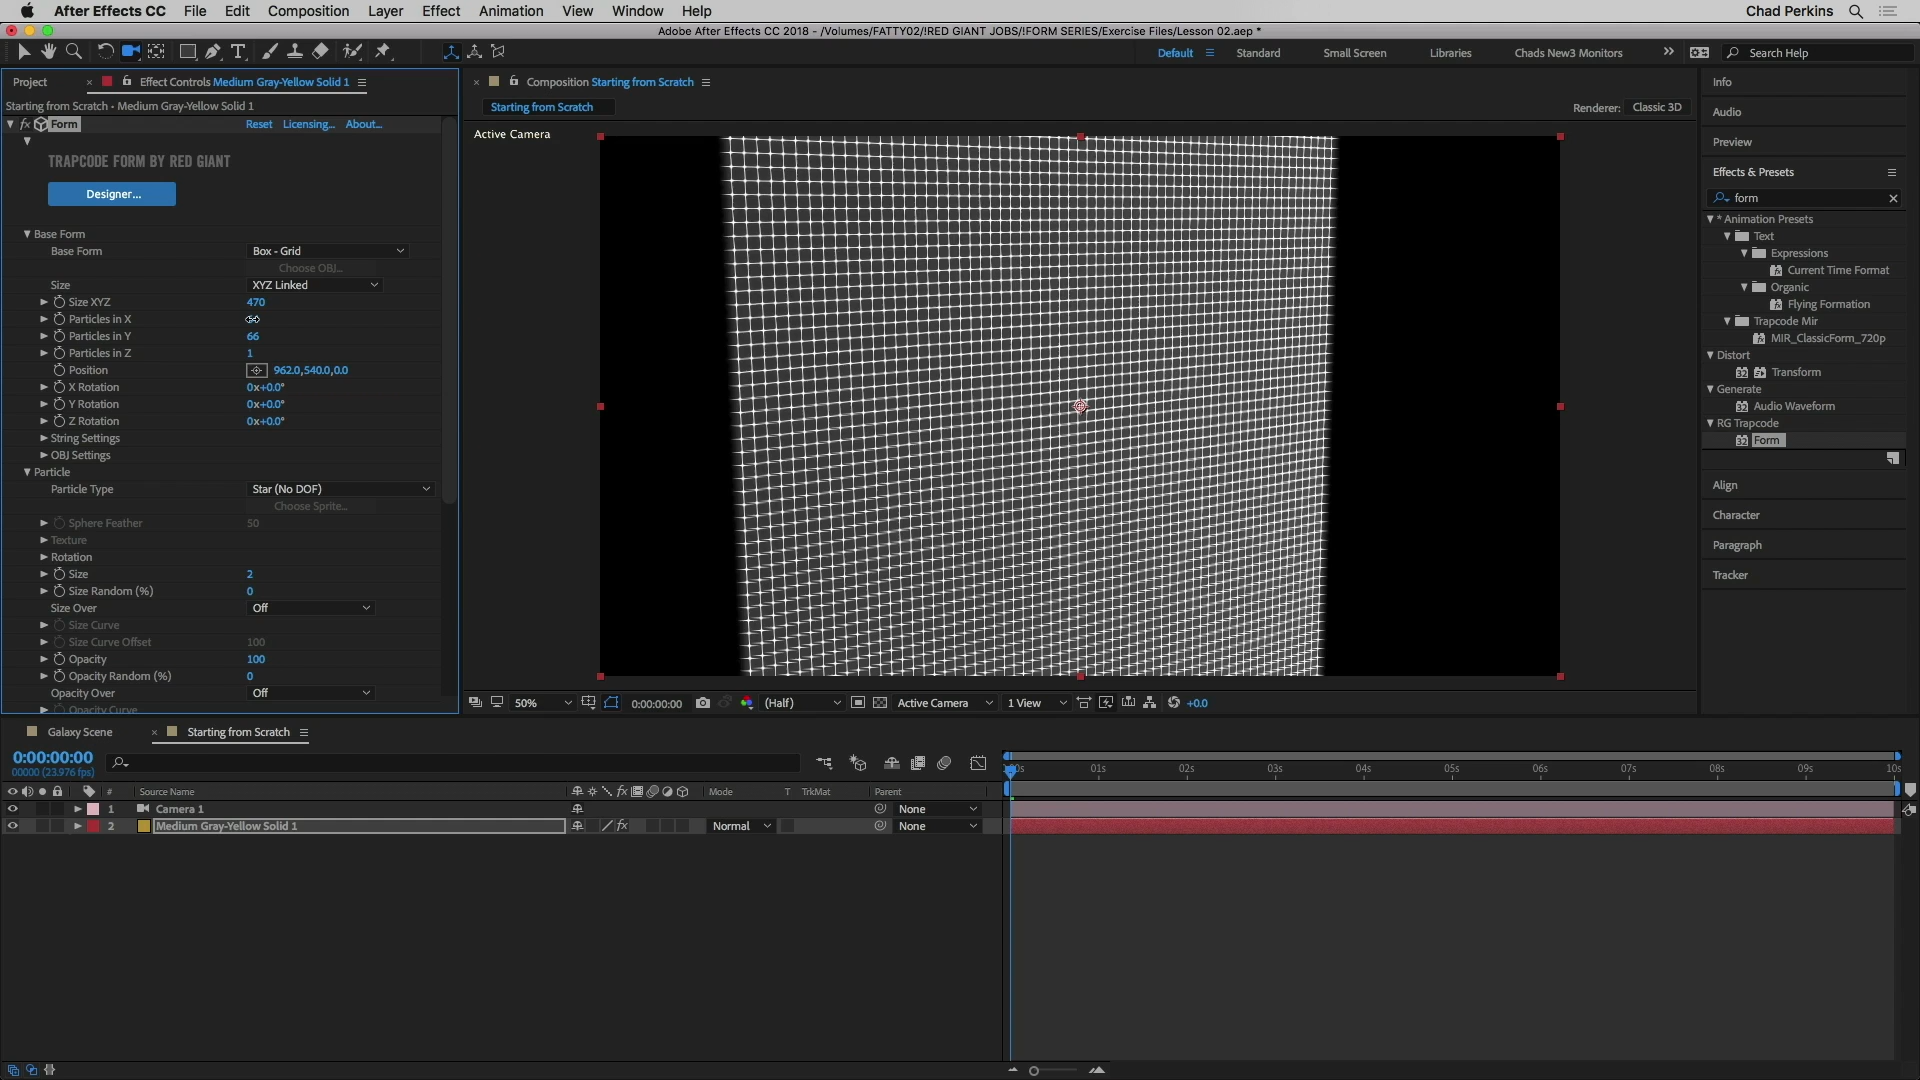 After Effects CC File Edit Composition Layer Effect Animation View Window Help Chad Perkins
Adobe After Effects CC 2018 - /Volumes/FATTY02/!RED GIANT JOBS/!FORM SERIES/Exercise Files/Lesson 02.aep *
Default Standard Small Screen Libraries Chads New3 Monitors Search Help
Project Effect Controls Medium Gray-Yellow Solid 1
Starting from Scratch • Medium Gray-Yellow Solid 1
fx Form Reset Licensing... About...
TRAPCODE FORM BY RED GIANT
Designer...
Base Form
Base Form Box - Grid
Choose OBJ...
Size XYZ Linked
Size XYZ 470
Particles in X
Particles in Y 66
Particles in Z 1
Position 962.0,540.0,0.0
X Rotation 0x+0.0°
Y Rotation 0x+0.0°
Z Rotation 0x+0.0°
String Settings
OBJ Settings
Particle
Particle Type Star (No DOF)
Choose Sprite...
Sphere Feather 50
Texture
Rotation
Size 2
Size Random (%) 0
Size Over Off
Size Curve
Size Curve Offset 100
Opacity 100
Opacity Random (%) 0
Opacity Over Off
Opacity Curve
Composition Starting from Scratch
Starting from Scratch
Renderer: Classic 3D
Active Camera
50% 0:00:00:00 (Half) Active Camera 1 View +0.0
Info
Audio
Preview
Effects & Presets
form
* Animation Presets
Text
Expressions
Current Time Format
Organic
Flying Formation
Trapcode Mir
MIR_ClassicForm_720p
Distort
32 Transform
Generate
32 Audio Waveform
RG Trapcode
32 Form
Align
Character
Paragraph
Tracker
Galaxy Scene Starting from Scratch
0:00:00:00
00000 (23.976 fps)
01s 02s 03s 04s 05s 06s 07s 08s 09s 10s
# Source Name fx Mode T TrkMat Parent
1 Camera 1 None
2 Medium Gray-Yellow Solid 1 fx Normal None